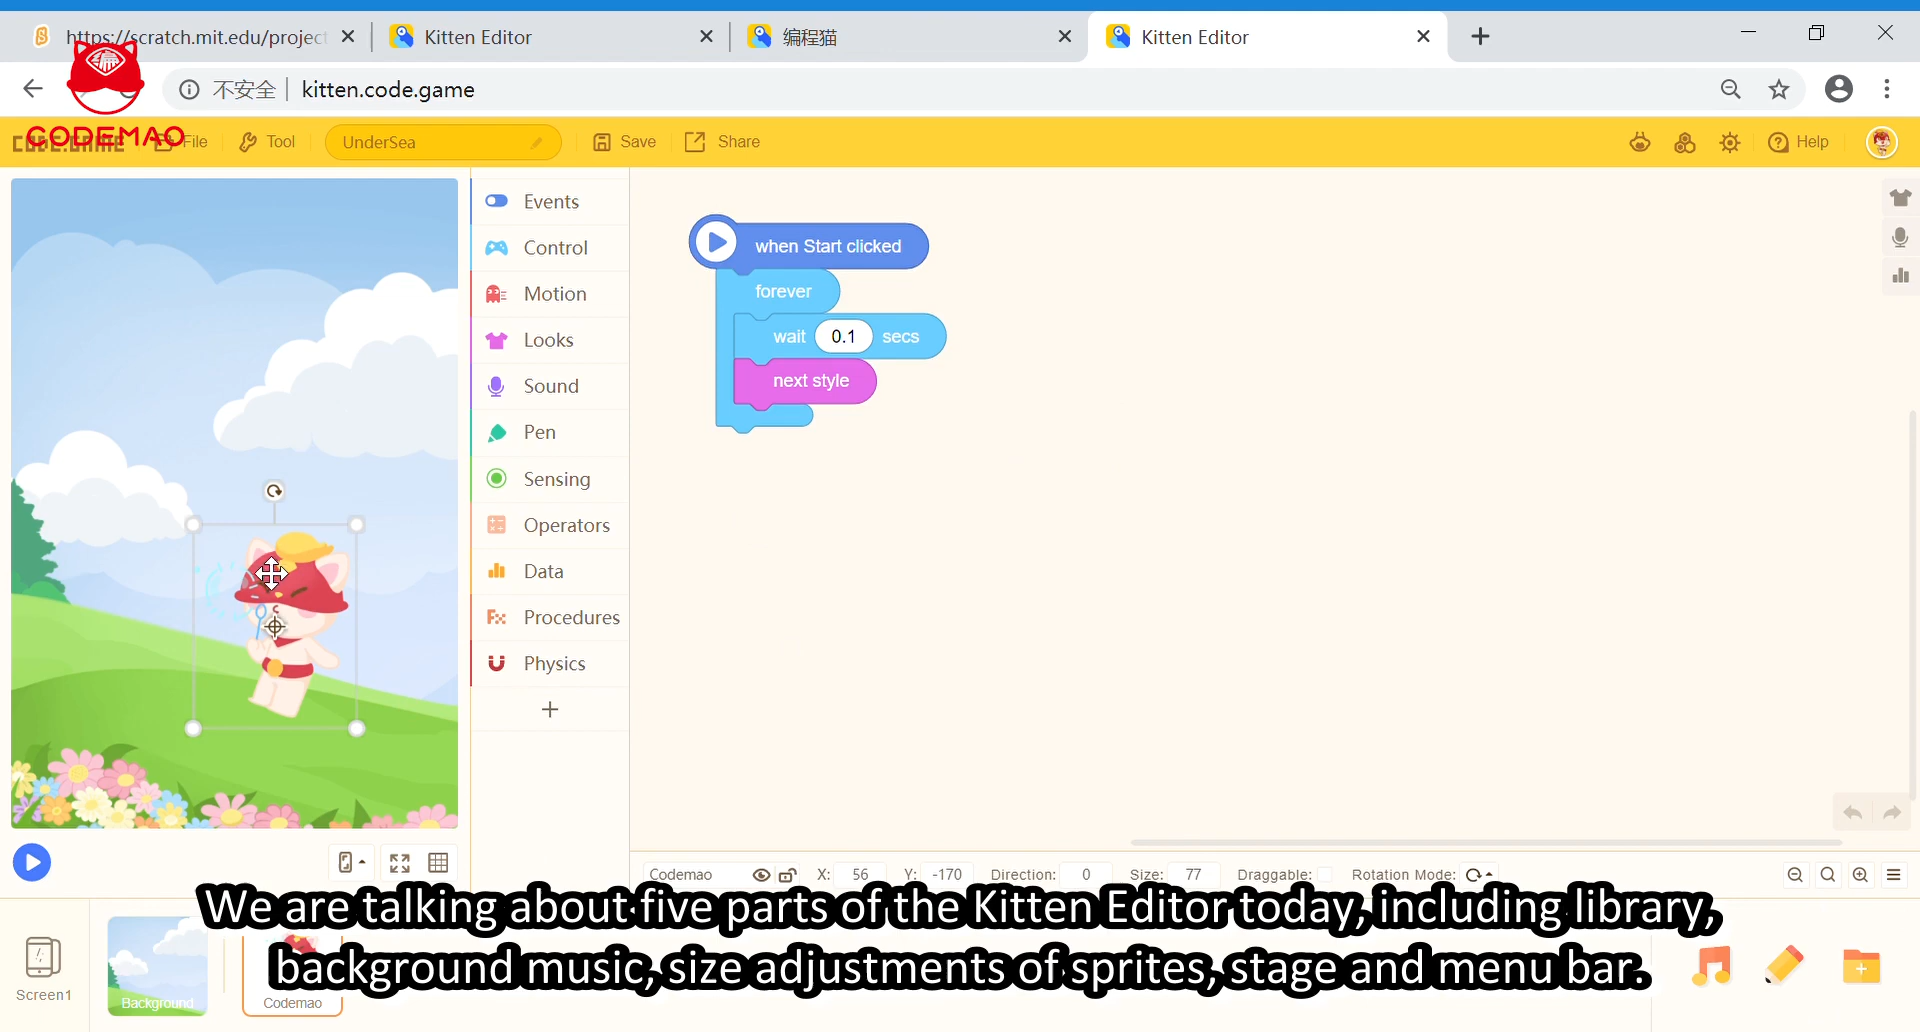 https://scratch.mit.edu/project
Kitten Editor
编程猫
Kitten Editor
不安全
kitten.code.game
编
CODEMAO
CODE.GAME
File
Tool
UnderSea
Save
Share
Help
Events
Control
Motion
Looks
Sound
Pen
Sensing
Operators
Data
Procedures
Physics
when Start clicked
forever
wait 0.1 secs
next style
Codemao X: 56 Y: -170 Direction: 0 Size: 77 Draggable: Rotation Mode:
We are talking about five parts of the Kitten Editor today, including library,
background music, size adjustments of sprites, stage and menu bar.
Screen1
Background
Codemao